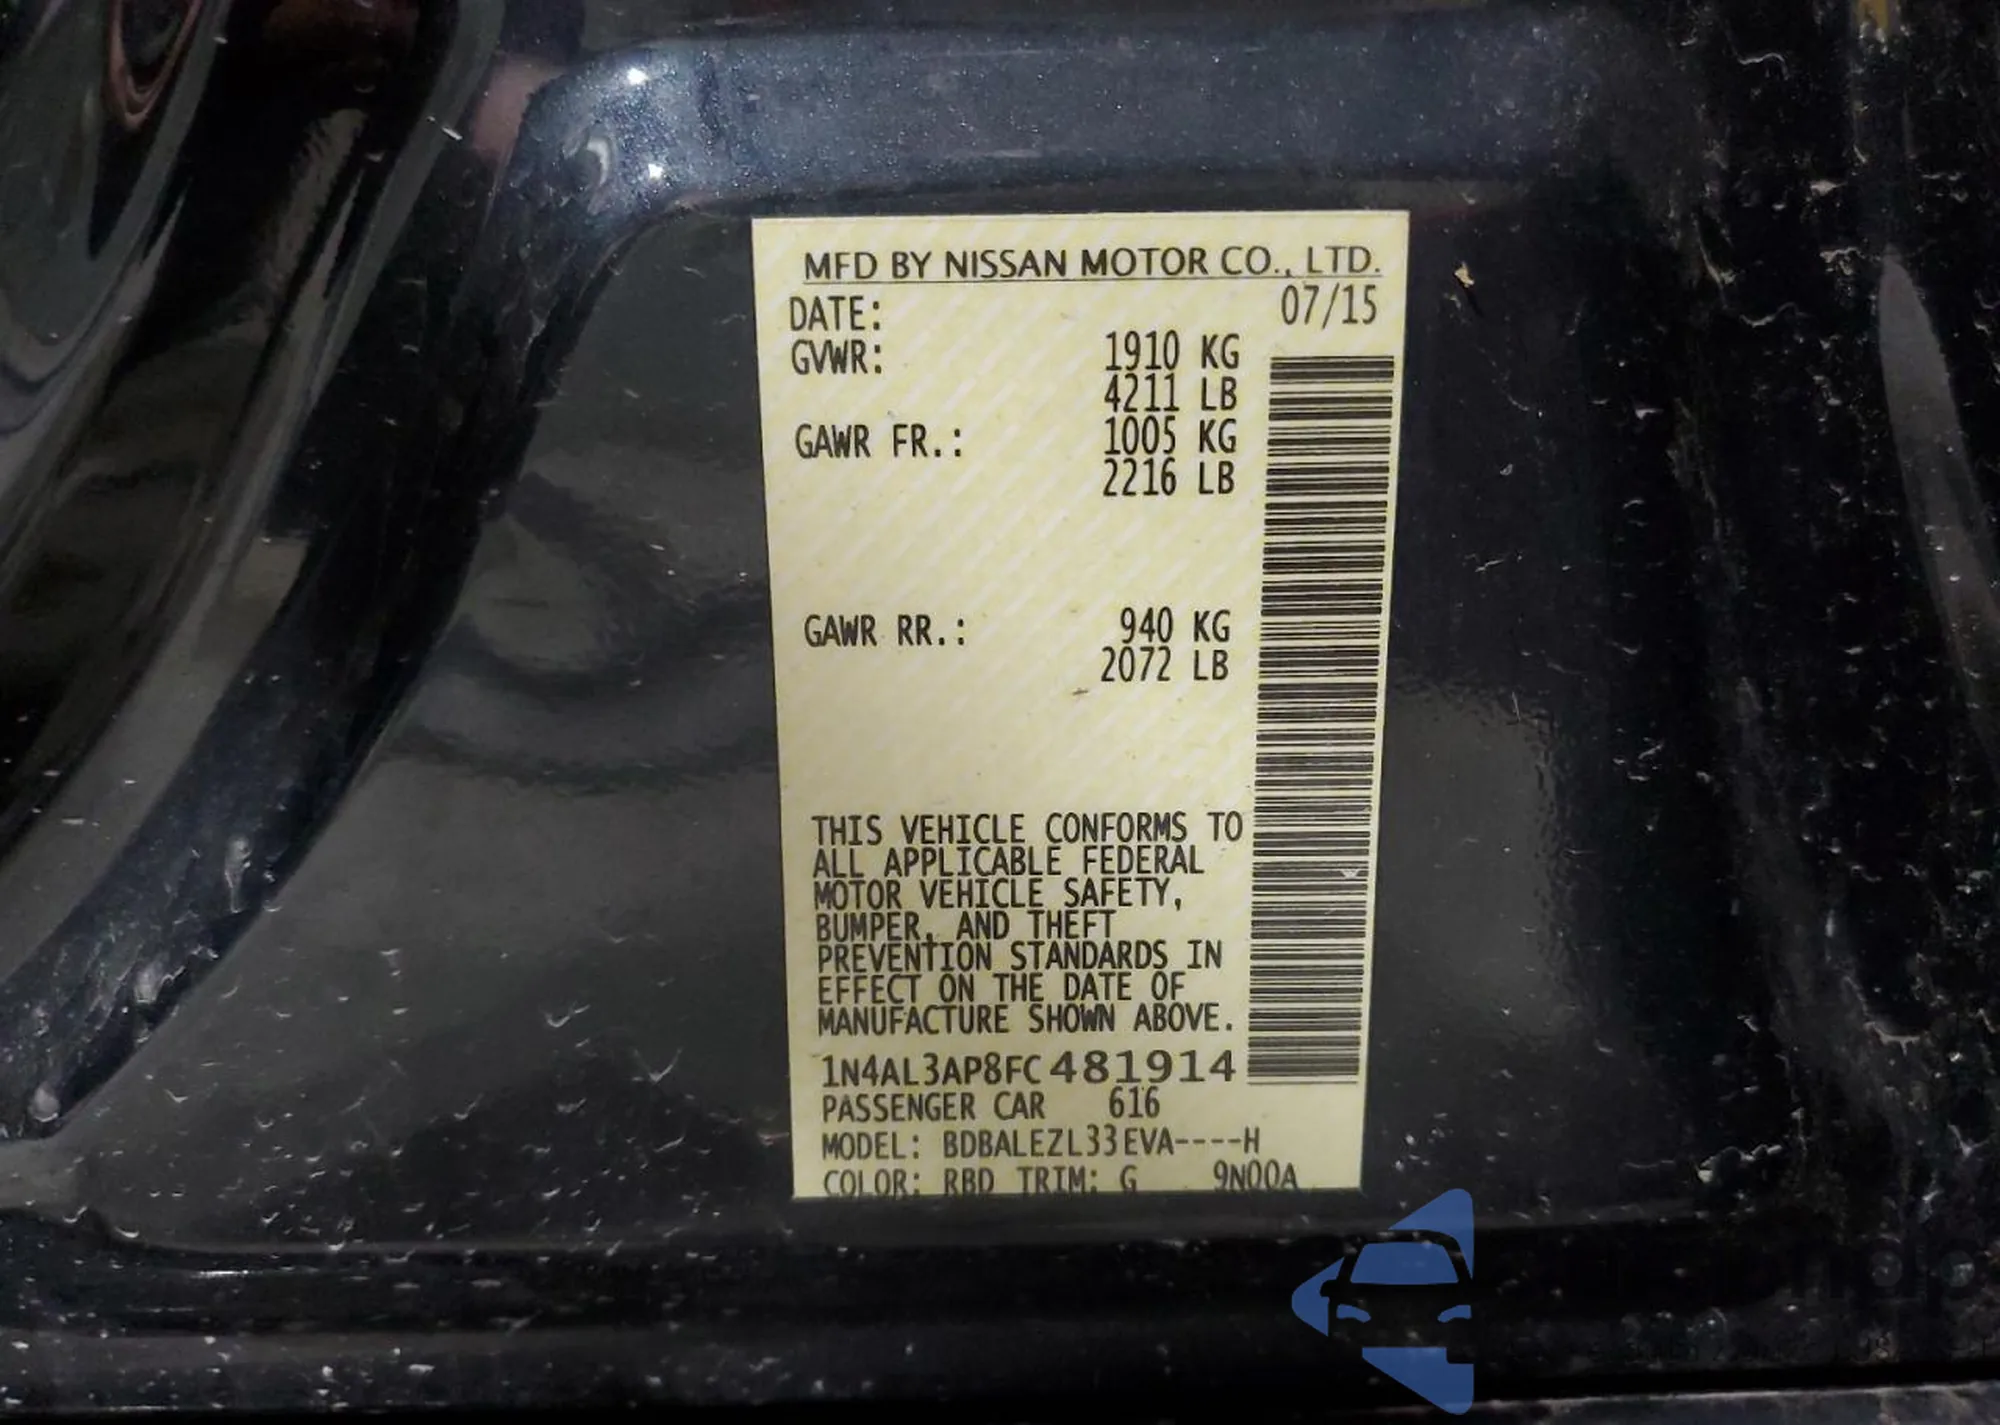 MFD BY NISSAN MOTOR CO., LTD.
DATE: 07/15
GVWR: 1910 KG
4211 LB
GAWR FR.: 1005 KG
2216 LB
GAWR RR.: 940 KG
2072 LB
THIS VEHICLE CONFORMS TO
ALL APPLICABLE FEDERAL
MOTOR VEHICLE SAFETY,
BUMPER, AND THEFT
PREVENTION STANDARDS IN
EFFECT ON THE DATE OF
MANUFACTURE SHOWN ABOVE.
1N4AL3AP8FC481914
PASSENGER CAR 616
MODEL: BDBALEZL33EVA----H
COLOR: RBD TRIM: G 9N00A